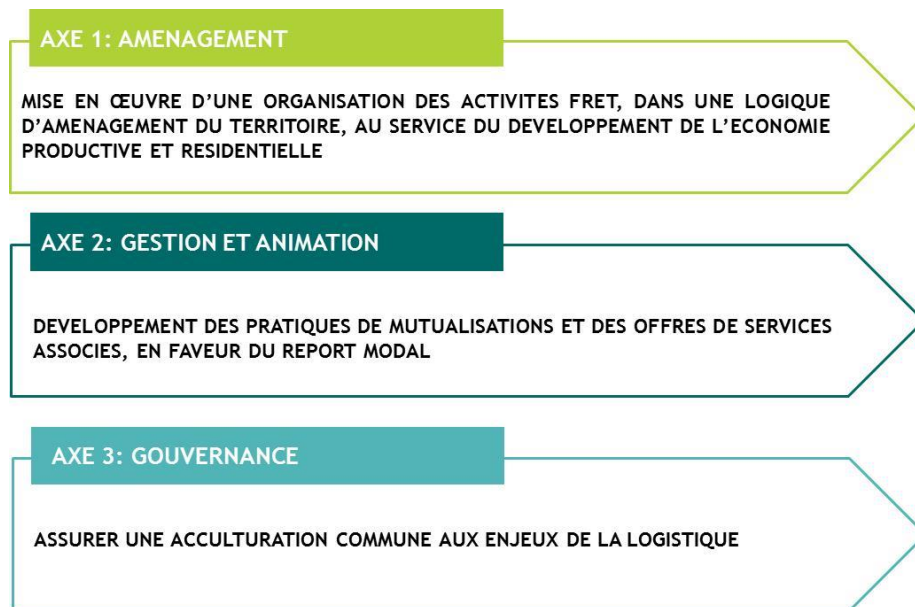 AXE 1: AMENAGEMENT
MISE EN ŒUVRE D’UNE ORGANISATION DES ACTIVITES FRET, DANS UNE LOGIQUE
D’AMENAGEMENT DU TERRITOIRE, AU SERVICE DU DEVELOPPEMENT DE L’ECONOMIE
PRODUCTIVE ET RESIDENTIELLE
AXE 2: GESTION ET ANIMATION
DEVELOPPEMENT DES PRATIQUES DE MUTUALISATIONS ET DES OFFRES DE SERVICES
ASSOCIES, EN FAVEUR DU REPORT MODAL
AXE 3: GOUVERNANCE
ASSURER UNE ACCULTURATION COMMUNE AUX ENJEUX DE LA LOGISTIQUE